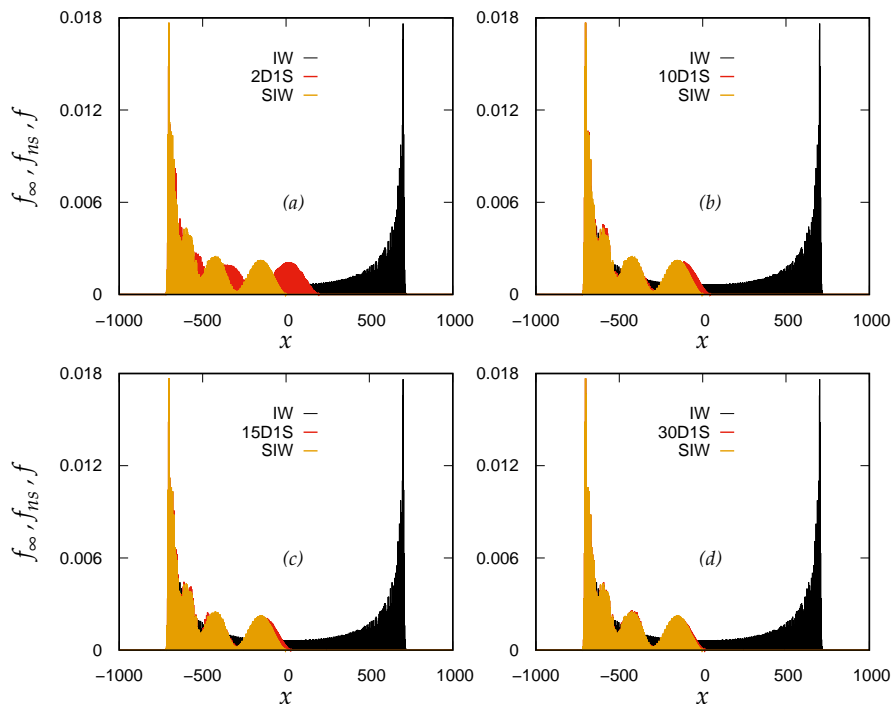 0.018 0.018
IW IW
2D1S 10D1S
SIW SIW
0.012 0.012
f∞ , fns , f
0.006 (a) 0.006 (b)
0 0
−1000 −500 0 500 1000 −1000 −500 0 500 1000
x x
0.018 0.018
IW IW
15D1S 30D1S
SIW SIW
0.012 0.012
f∞ , fns , f
0.006 (c) 0.006 (d)
0 0
−1000 −500 0 500 1000 −1000 −500 0 500 1000
x x